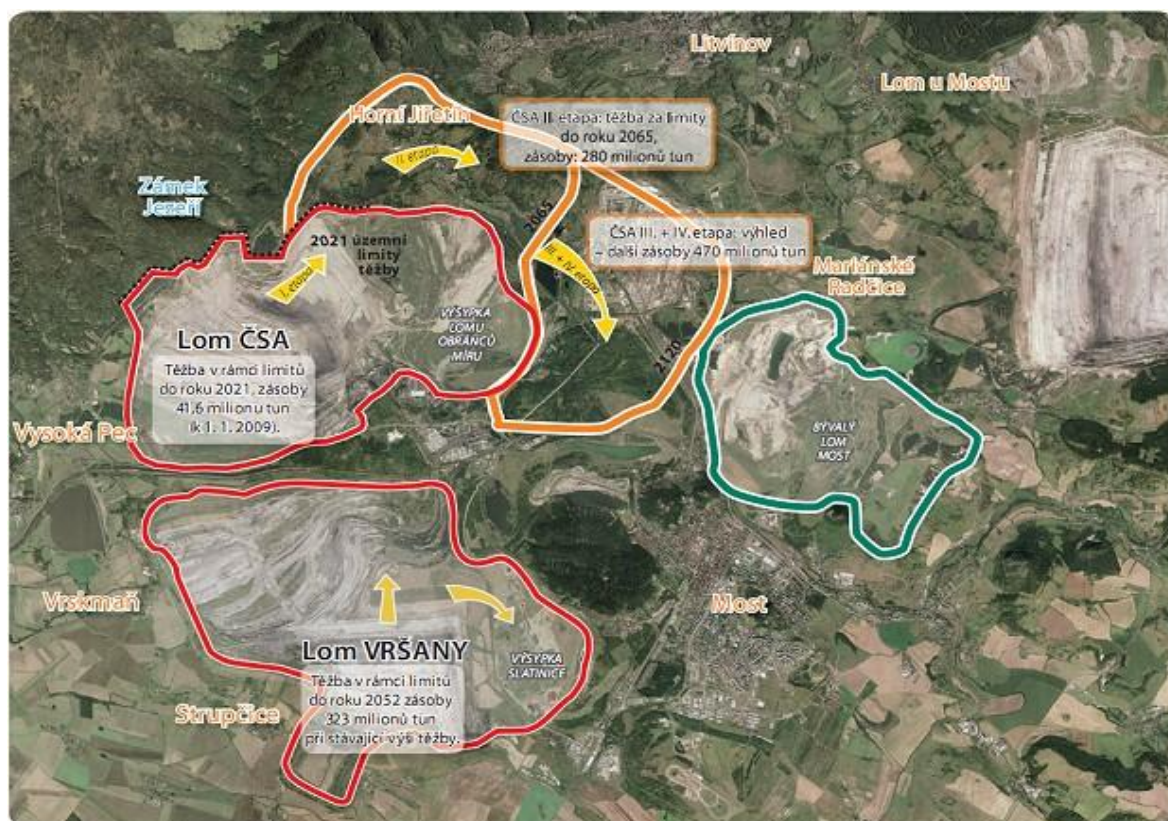 Litvínov
Lom u Mostu
Horní Jiřetín
ČSA II. etapa: těžba za limity
do roku 2065,
zásoby: 280 milionů tun
II. etapa
Zámek
Jezeří
2065
ČSA III. + IV. etapa: výhled
– další zásoby 470 milionů tun
III. + IV. etapa
2021 územní
limity
těžby
I. etapa
Mariánské
Radčice
VÝSYPKA
LOMU
OBRÁNCŮ
MÍRU
Lom ČSA
Těžba v rámci limitů
do roku 2021, zásoby
41,6 milionu tun
(k 1. 1. 2009).
2120
Vysoká Pec
BÝVALÝ
LOM
MOST
Vrskmaň
Most
Lom VRŠANY
Těžba v rámci limitů
do roku 2052 zásoby
323 milionů tun
při stávající výši těžby.
VÝSYPKA
SLATINICE
Strupčice